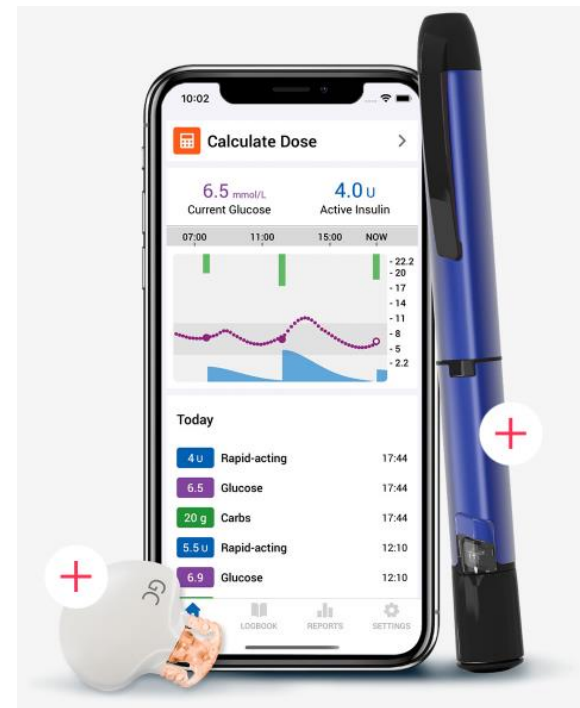 10:02
Calculate Dose
6.5 mmol/L 4.0 U
Current Glucose Active Insulin
07:00 11:00 15:00 NOW
- 22.2
- 20
- 17
- 14
- 11
- 8
- 5
- 2.2
Today
4 U Rapid-acting 17:44
6.5 Glucose 17:44
20 g Carbs 17:44
5.5 U Rapid-acting 12:10
6.9 Glucose 12:10
LOGBOOK REPORTS SETTINGS
GC